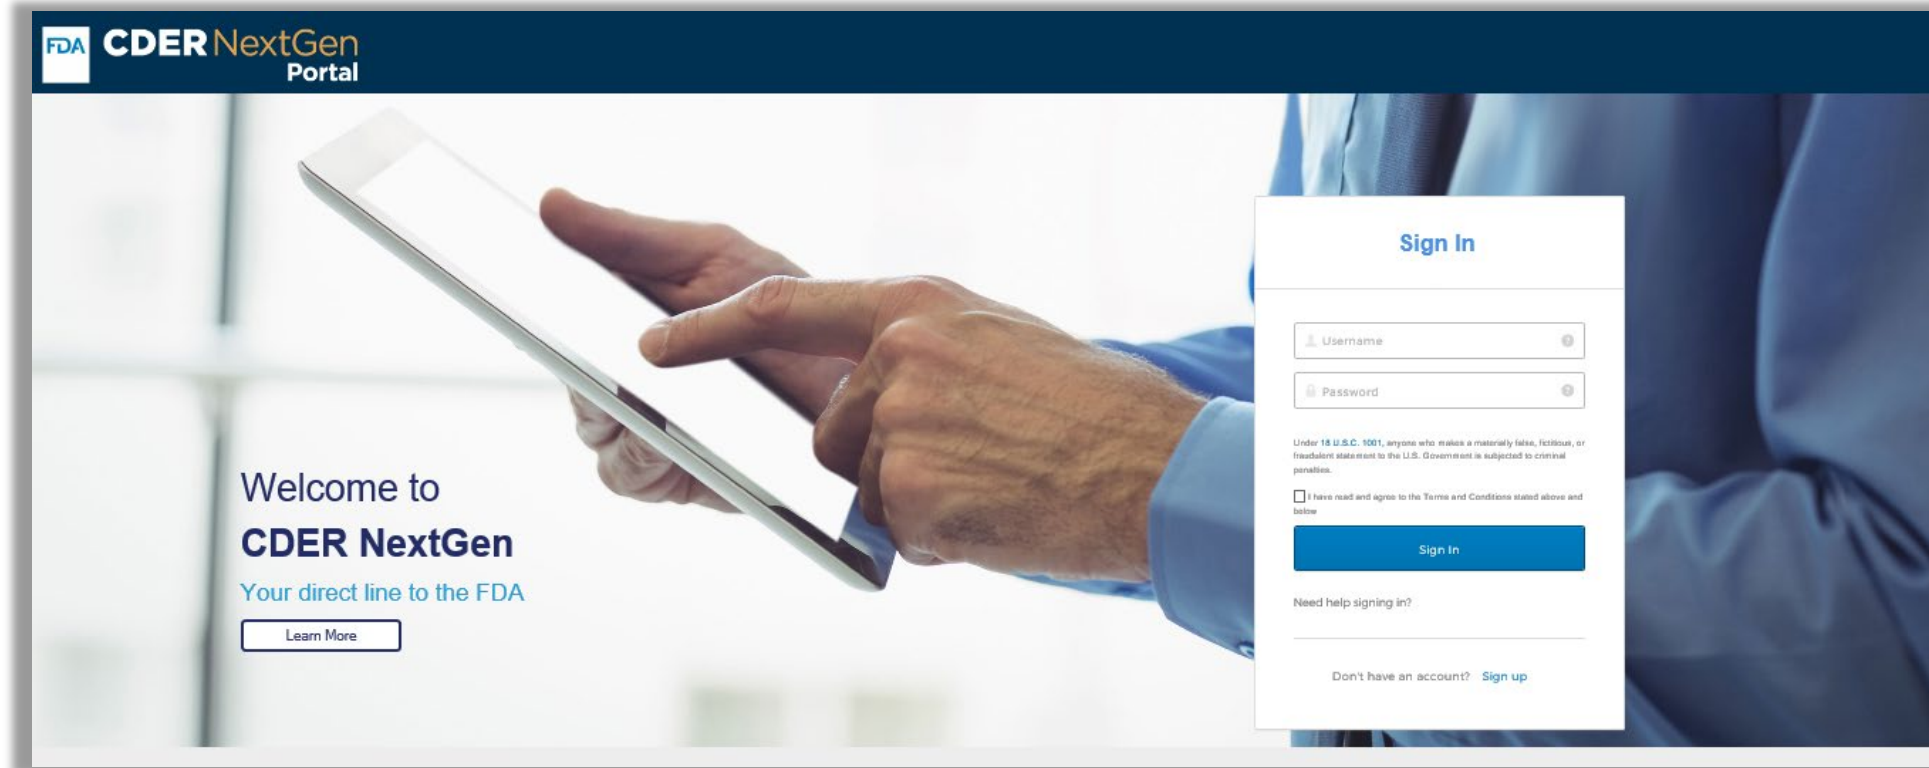 FDA CDER NextGen
Portal
Sign In
Username
Password
Under 18 U.S.C. 1001, anyone who makes a materially false, fictitious, or
fraudulent statement to the U.S. Government is subjected to criminal
penalties.
I have read and agree to the Terms and Conditions stated above and
below
Sign In
Need help signing in?
Don't have an account? Sign up
Welcome to
CDER NextGen
Your direct line to the FDA
Learn More